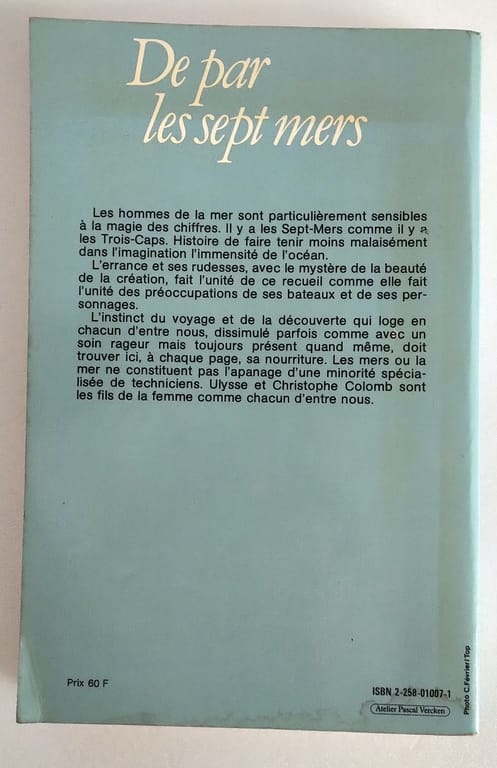 De par
les sept mers
Les hommes de la mer sont particulièrement sensibles
à la magie des chiffres. Il y a les Sept-Mers comme il y a
les Trois-Caps. Histoire de faire tenir moins malaisément
dans l'imagination l'immensité de l'océan.
L'errance et ses rudesses, avec le mystère de la beauté
de la création, fait l'unité de ce recueil comme elle fait
l'unité des préoccupations de ses bateaux et de ses per-
sonnages.
L'instinct du voyage et de la découverte qui loge en
chacun d'entre nous, dissimulé parfois comme avec un
soin rageur mais toujours présent quand même, doit
trouver ici, à chaque page, sa nourriture. Les mers ou la
mer ne constituent pas l'apanage d'une minorité spécia-
lisée de techniciens. Ulysse et Christophe Colomb sont
les fils de la femme comme chacun d'entre nous.
Prix 60 F
ISBN 2-258-01007-1
Atelier Pascal Vercken
Photo C.Février/Top